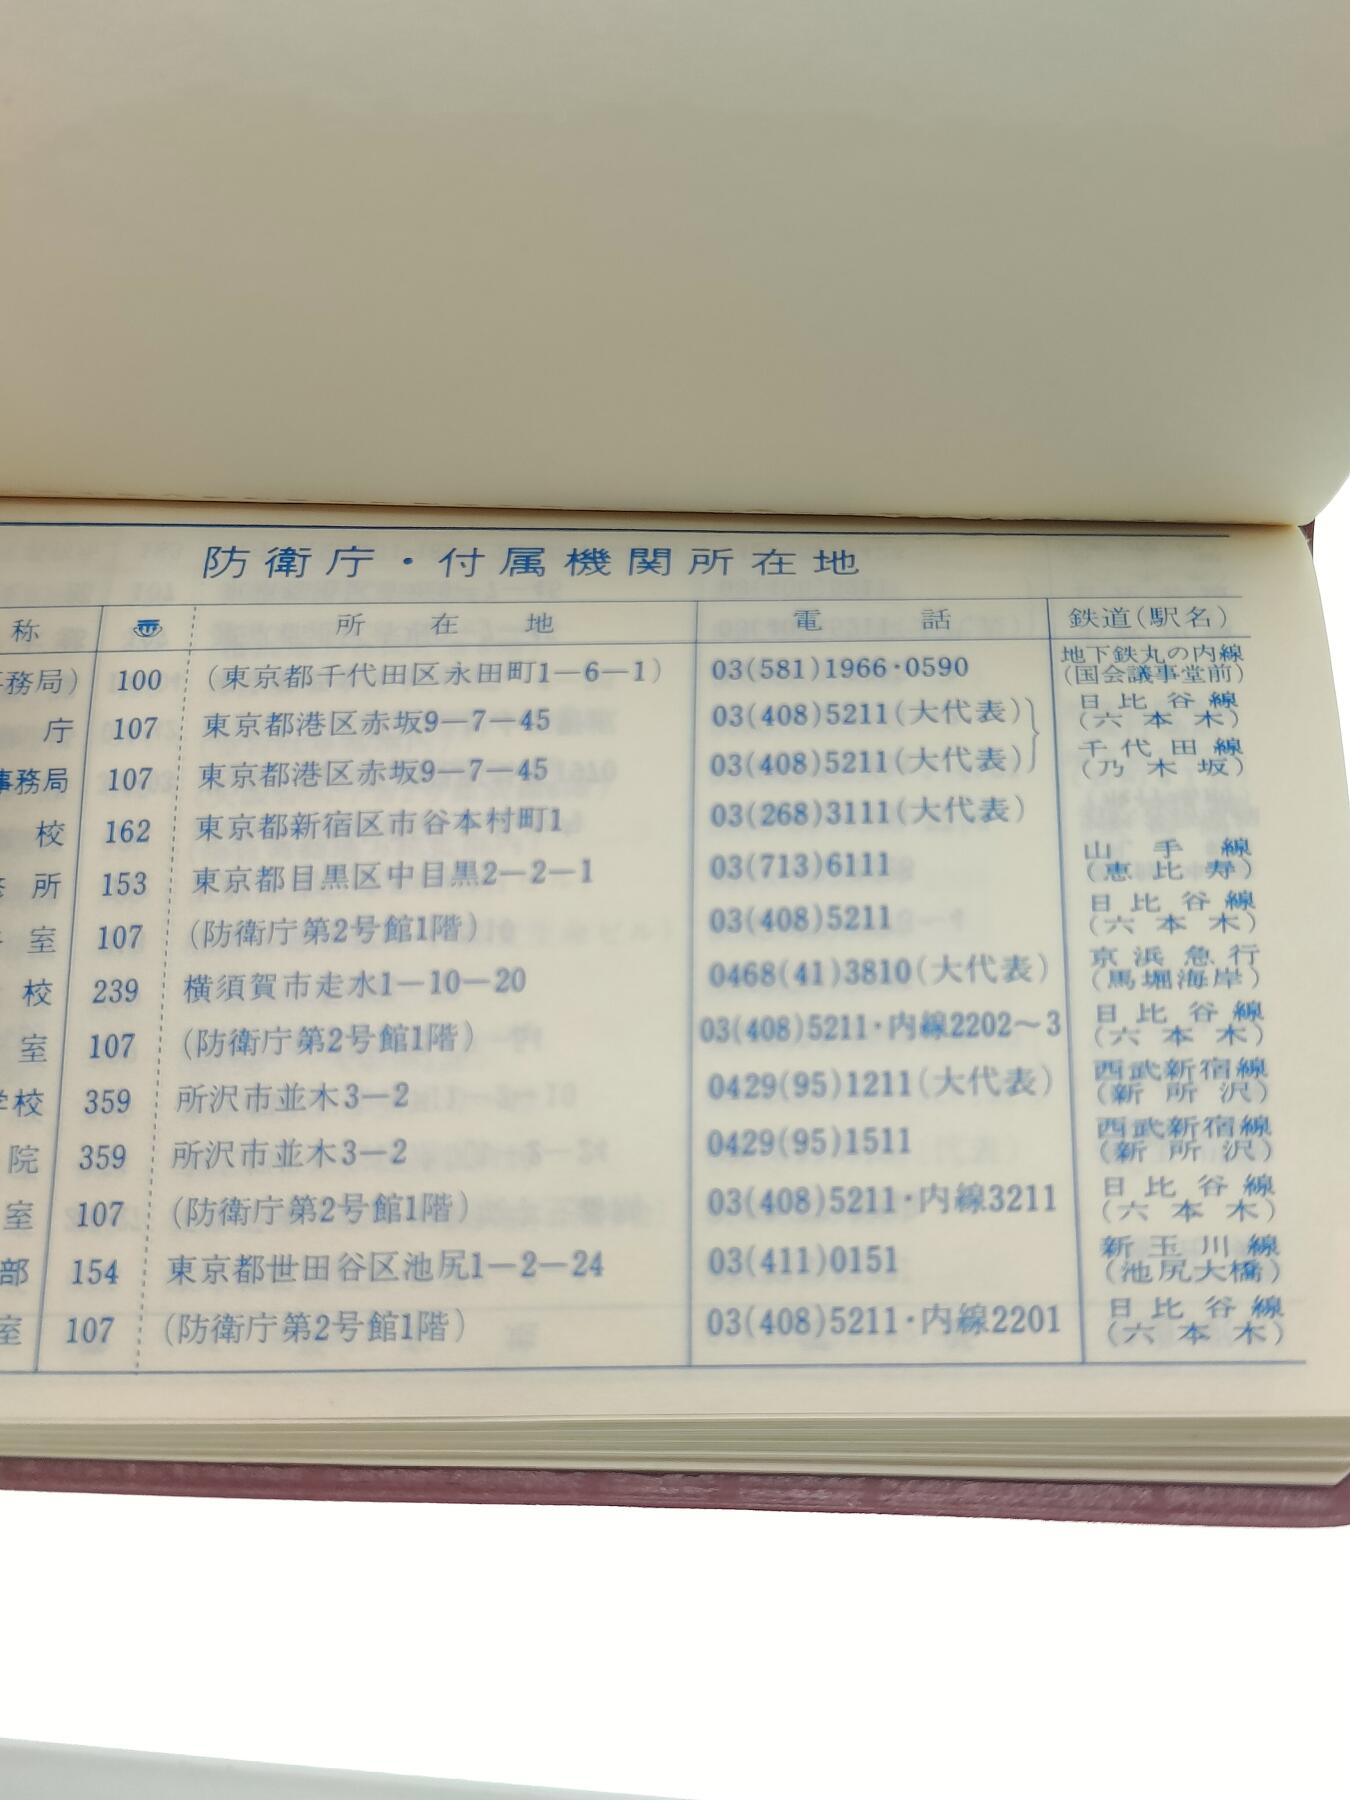 防衛庁・付属機関所在地
称 所在地 電話 鉄道(駅名)
事務局) 100 (東京都千代田区永田町1—6—1) 03(581)1966・0590 地下鉄丸の内線(国会議事堂前)
庁 107 東京都港区赤坂9—7—45 03(408)5211(大代表) 日比谷線(六本木)
事務局 107 東京都港区赤坂9—7—45 03(408)5211(大代表) 千代田線(乃木坂)
校 162 東京都新宿区市谷本村町1 03(268)3111(大代表)
所 153 東京都目黒区中目黒2—2—1 03(713)6111 山手線(恵比寿)
室 107 (防衛庁第2号館1階) 03(408)5211 日比谷線(六本木)
校 239 横須賀市走水1—10—20 0468(41)3810(大代表) 京浜急行(馬堀海岸)
室 107 (防衛庁第2号館1階) 03(408)5211・内線2202〜3 日比谷線(六本木)
学校 359 所沢市並木3—2 0429(95)1211(大代表) 西武新宿線(新所沢)
院 359 所沢市並木3—2 0429(95)1511 西武新宿線(新所沢)
室 107 (防衛庁第2号館1階) 03(408)5211・内線3211 日比谷線(六本木)
部 154 東京都世田谷区池尻1—2—24 03(411)0151 新玉川線(池尻大橋)
室 107 (防衛庁第2号館1階) 03(408)5211・内線2201 日比谷線(六本木)